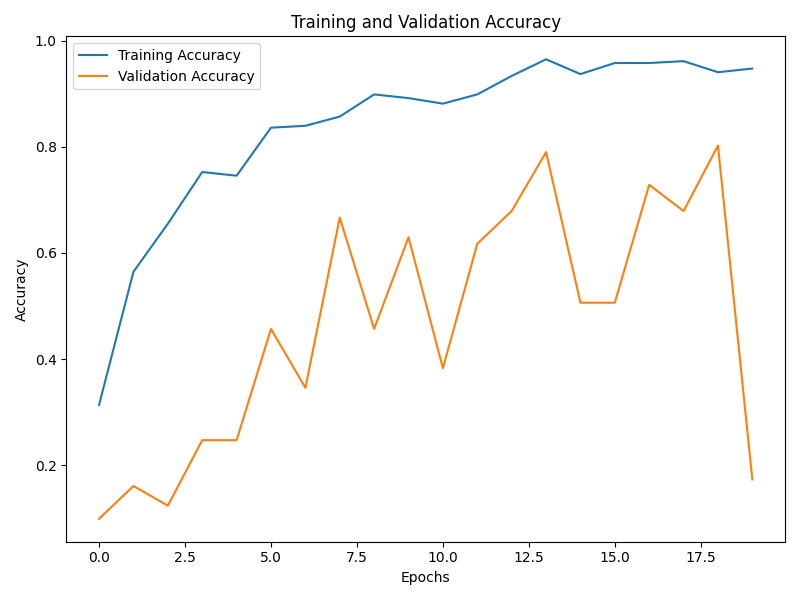 Training and Validation Accuracy
Training Accuracy
Validation Accuracy
Accuracy
1.0
0.8
0.6
0.4
0.2
0.0
2.5
5.0
7.5
10.0
12.5
15.0
17.5
Epochs